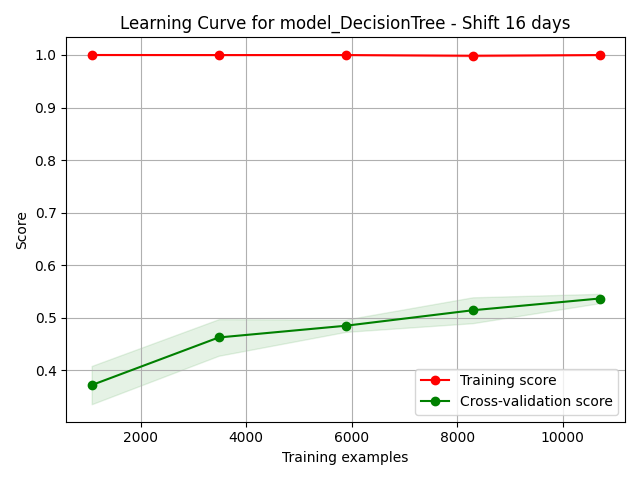 Learning Curve for model_DecisionTree - Shift 16 days
Score
1.0
0.9
0.8
0.7
0.6
0.5
0.4
2000
4000
6000
8000
10000
Training examples
Training score
Cross-validation score